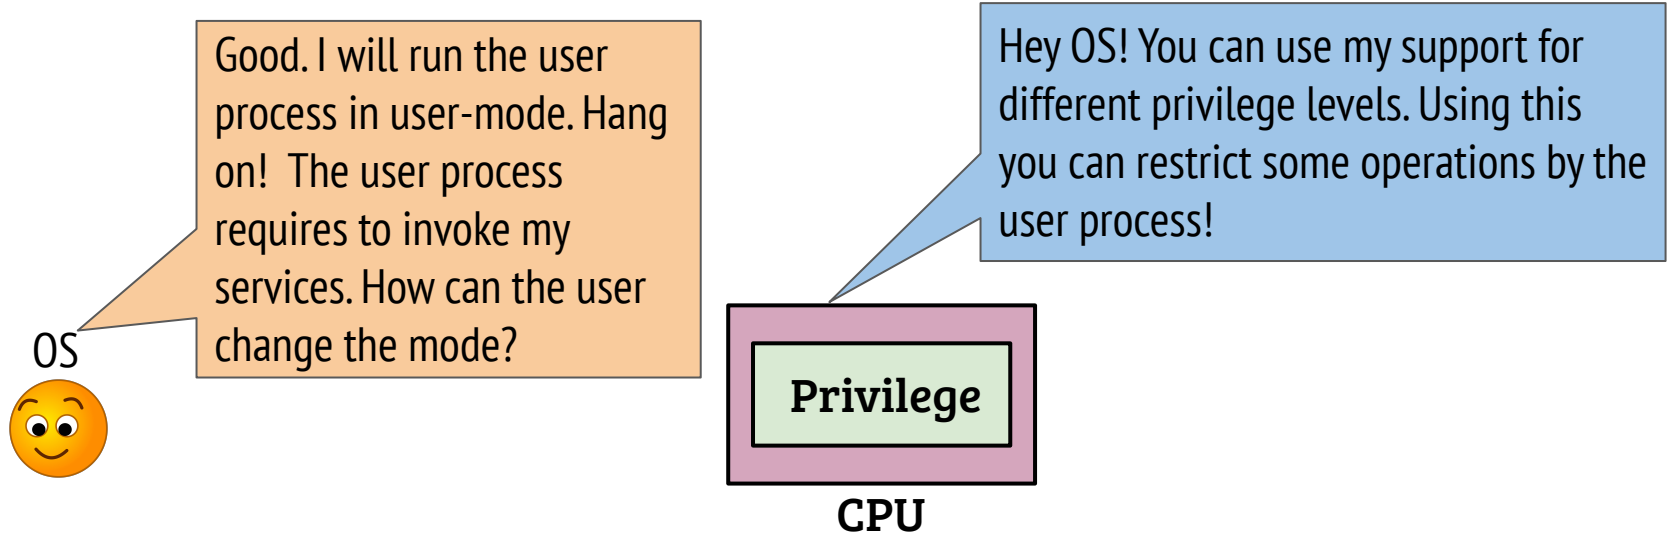 Good. I will run the user
process in user-mode. Hang
on!  The user process
requires to invoke my
services. How can the user
change the mode?
Hey OS! You can use my support for
different privilege levels. Using this
you can restrict some operations by the
user process!
OS
Privilege
CPU